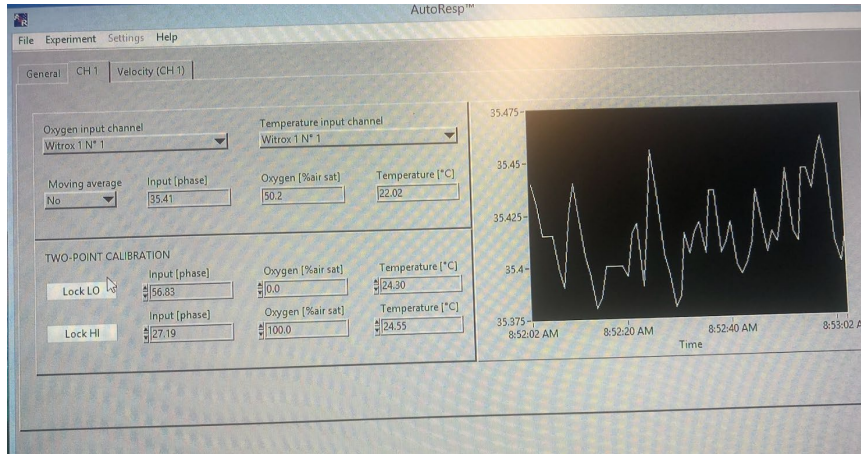 AutoResp™
File Experiment Settings Help
General CH 1 Velocity (CH 1)
Oxygen input channel Temperature input channel
Witrox 1 N° 1 Witrox 1 N° 1
Moving average Input [phase] Oxygen [%air sat] Temperature [°C]
No 35.41 50.2 22.02
TWO-POINT CALIBRATION
Input [phase] Oxygen [%air sat] Temperature [°C]
Lock LO 56.83 0.0 24.30
Input [phase] Oxygen [%air sat] Temperature [°C]
Lock HI 27.19 100.0 24.55
35.475
35.45
35.425
35.4
35.375
8:52:02 AM 8:52:20 AM 8:52:40 AM 8:53:02 A
Time